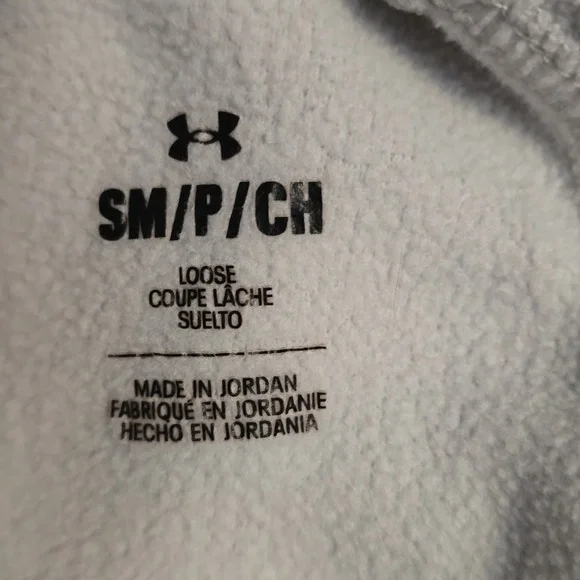 SM/P/CH
LOOSE
COUPE LÂCHE
SUELTO
MADE IN JORDAN
FABRIQUÉ EN JORDANIE
HECHO EN JORDANIA